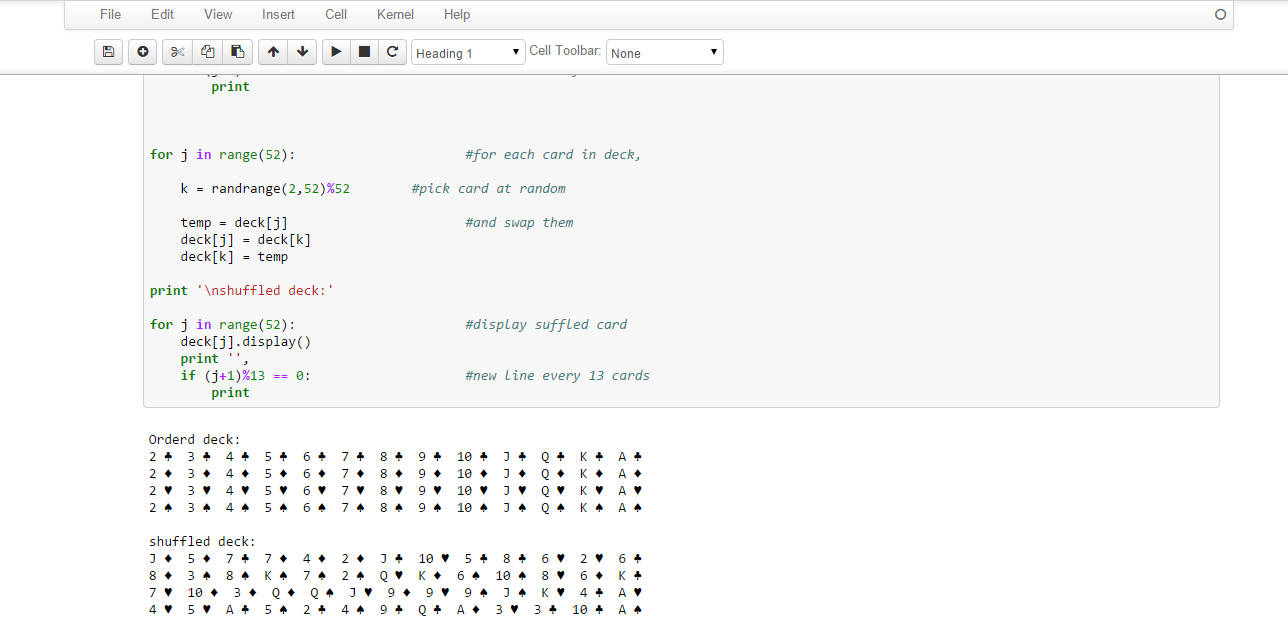 File Edit View Insert Cell Kernel Help
Heading 1 Cell Toolbar: None
print
for j in range(52): #for each card in deck,
k = randrange(2,52)%52 #pick card at random
temp = deck[j] #and swap them
deck[j] = deck[k]
deck[k] = temp
print '\nshuffled deck:'
for j in range(52): #display suffled card
deck[j].display()
print '',
if (j+1)%13 == 0: #new line every 13 cards
print
Orderd deck:
2 ♣ 3 ♣ 4 ♣ 5 ♣ 6 ♣ 7 ♣ 8 ♣ 9 ♣ 10 ♣ J ♣ Q ♣ K ♣ A ♣
2 ♦ 3 ♦ 4 ♦ 5 ♦ 6 ♦ 7 ♦ 8 ♦ 9 ♦ 10 ♦ J ♦ Q ♦ K ♦ A ♦
2 ♥ 3 ♥ 4 ♥ 5 ♥ 6 ♥ 7 ♥ 8 ♥ 9 ♥ 10 ♥ J ♥ Q ♥ K ♥ A ♥
2 ♠ 3 ♠ 4 ♠ 5 ♠ 6 ♠ 7 ♠ 8 ♠ 9 ♠ 10 ♠ J ♠ Q ♠ K ♠ A ♠
shuffled deck:
J ♦ 5 ♦ 7 ♣ 7 ♦ 4 ♦ 2 ♦ J ♣ 10 ♥ 5 ♣ 8 ♣ 6 ♥ 2 ♥ 6 ♣
8 ♦ 3 ♠ 8 ♠ K ♠ 7 ♠ 2 ♠ Q ♥ K ♦ 6 ♠ 10 ♠ 8 ♥ 6 ♦ K ♣
7 ♥ 10 ♦ 3 ♦ Q ♦ Q ♠ J ♥ 9 ♦ 9 ♥ 9 ♠ J ♠ K ♥ 4 ♣ A ♥
4 ♥ 5 ♥ A ♣ 5 ♠ 2 ♣ 4 ♠ 9 ♣ Q ♣ A ♦ 3 ♥ 3 ♣ 10 ♣ A ♠